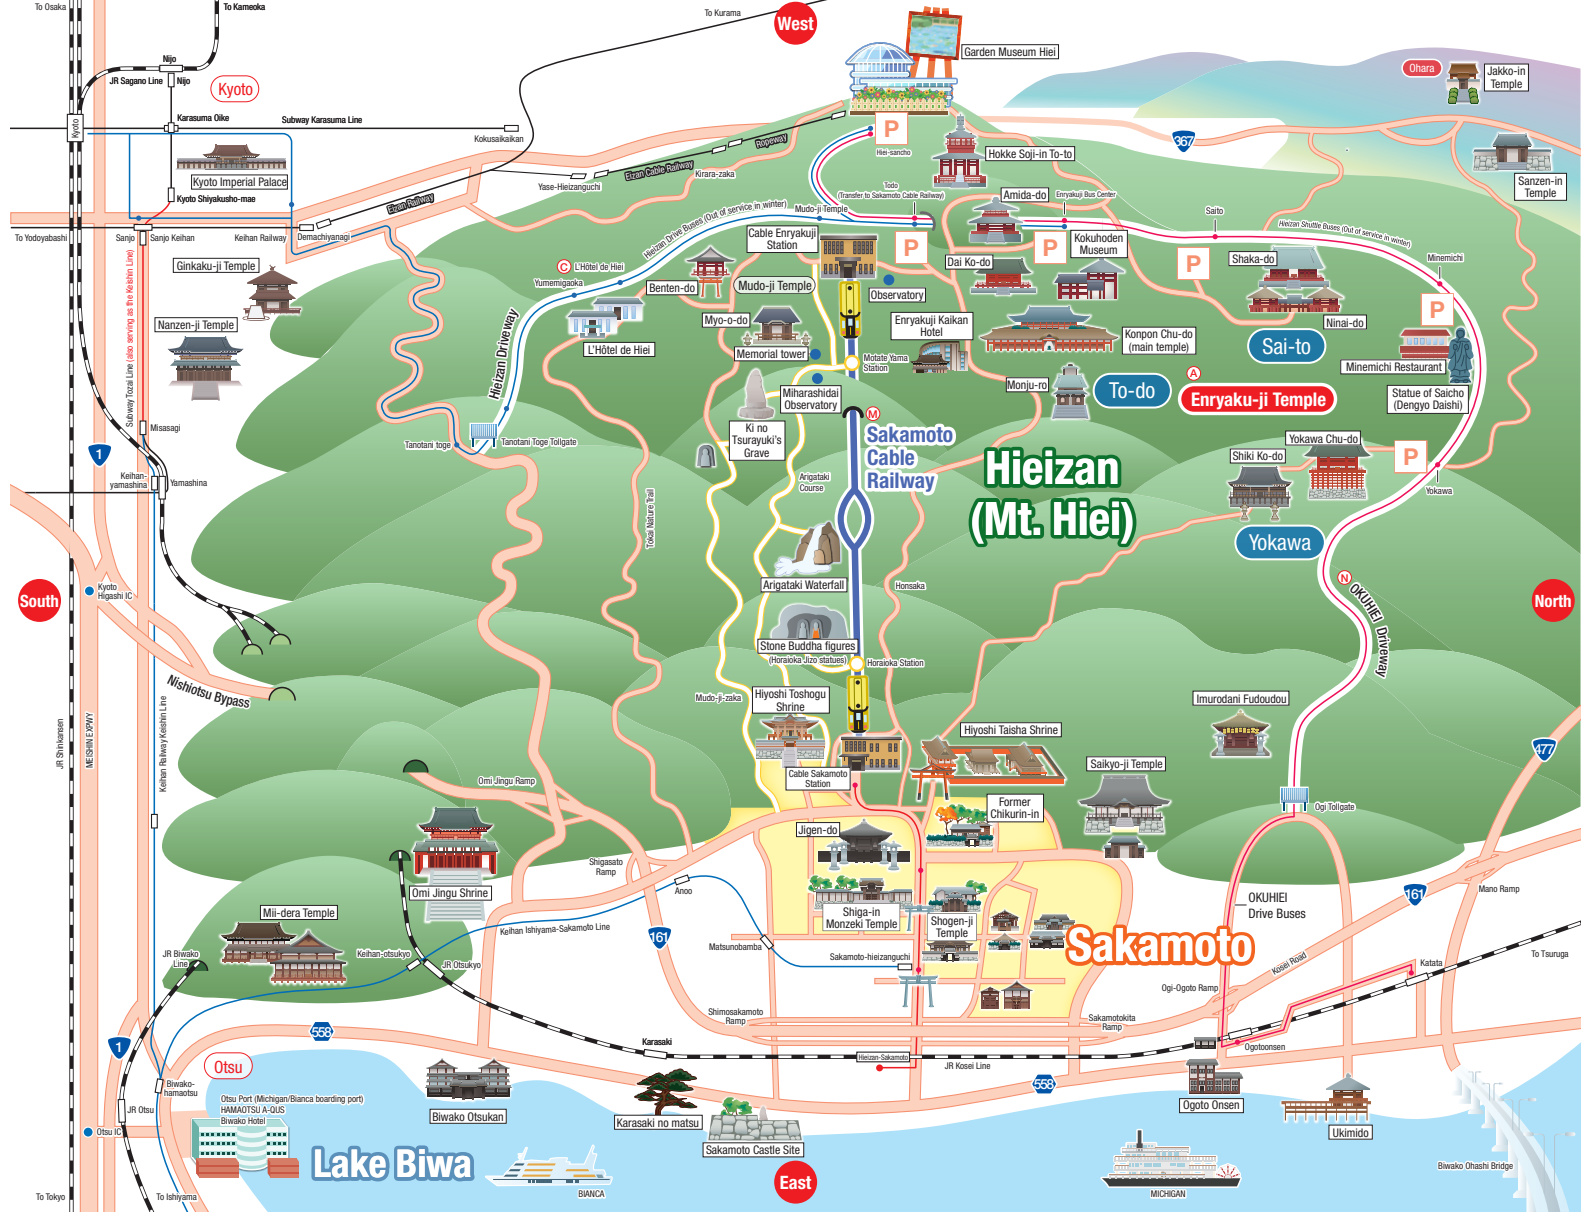 To Osaka
To Kameoka
To Kurama
West
Garden Museum Hiei
Nijo
JR Sagano Line
Nijo
Kyoto
Ohara
Jakko-in
Temple
Kyoto
Karasuma Oike
Subway Karasuma Line
Kokusaikaikan
Ropeway
P
Hiei-sancho
Hokke Soji-in To-to
367
Kyoto Imperial Palace
Eizan Cable Railway
Kirara-zaka
Yase-Hieizanguchi
Sanzen-in
Temple
Kyoto Shiyakusho-mae
Eizan Railway
Todo
(Transfer to Sakamoto Cable Railway)
Amida-do
Enryakuji Bus Center
Mudo-ji Temple
Saito
Hieizan Drive Buses (Out of service in winter)
Hieizan Shuttle Buses (Out of service in winter)
To Yodoyabashi
Sanjo
Sanjo Keihan
Keihan Railway
Demachiyanagi
Cable Enryakuji
Station
P
P
Kokuhoden
Museum
P
Shaka-do
Minemichi
Ginkaku-ji Temple
C
L'Hôtel de Hiei
Yumemigaoka
Benten-do
Mudo-ji Temple
Dai Ko-do
Observatory
P
Ninai-do
Nanzen-ji Temple
Myo-o-do
Enryakuji Kaikan
Hotel
Konpon Chu-do
(main temple)
Sai-to
L'Hôtel de Hiei
Memorial tower
Motate Yama
Station
Minemichi Restaurant
Hieizan Driveway
Subway Tozai Line (also serving as the Keishin Line)
Miharashidai
Observatory
Monju-ro
To-do
A
Enryaku-ji Temple
Statue of Saicho
(Dengyo Daishi)
Misasagi
Ki no
Tsurayuki's
Grave
M
Sakamoto
Cable
Railway
Tanotani toge
Tanotani Toge Tollgate
Yokawa Chu-do
Shiki Ko-do
P
1
Keihan-
yamashina
Yamashina
Arigataki
Course
Hieizan
(Mt. Hiei)
Yokawa
Tokai Nature Trail
Yokawa
Arigataki Waterfall
Honsaka
N
OKUHIEI Driveway
Kyoto
Higashi IC
South
North
Stone Buddha figures
(Horaioka Jizo statues)
Horaioka Station
Nishiotsu Bypass
Mudo-ji-zaka
Hiyoshi Toshogu
Shrine
Imurodani Fudoudou
JR Shinkansen
MEISHIN EXPWY
Keihan Railway Keishin Line
Hiyoshi Taisha Shrine
477
Cable Sakamoto
Station
Saikyo-ji Temple
Omi Jingu Ramp
Former
Chikurin-in
Ogi Tollgate
Jigen-do
Shigasato
Ramp
Omi Jingu Shrine
Anoo
Mano Ramp
161
OKUHIEI
Drive Buses
Mii-dera Temple
Shiga-in
Monzeki Temple
Shogen-ji
Temple
Keihan Ishiyama-Sakamoto Line
161
Matsunobamba
Sakamoto
JR Biwako
Line
Keihan-otsukyo
JR Otsukyo
Sakamoto-hieizanguchi
Kosei Road
Katata
To Tsuruga
Ogi-Ogoto Ramp
Shimosakamoto
Ramp
Sakamotokita
Ramp
558
1
Karasaki
Hieizan-Sakamoto
JR Kosei Line
Ogotoonsen
Otsu
Biwako-
hamaotsu
558
Otsu Port (Michigan/Bianca boarding port)
HAMAOTSU A-QUS
Biwako Hotel
JR Otsu
Otsu IC
Biwako Otsukan
Karasaki no matsu
Sakamoto Castle Site
Ogoto Onsen
Ukimido
Lake Biwa
Biwako Ohashi Bridge
East
BIANCA
MICHIGAN
To Tokyo
To Ishiyama